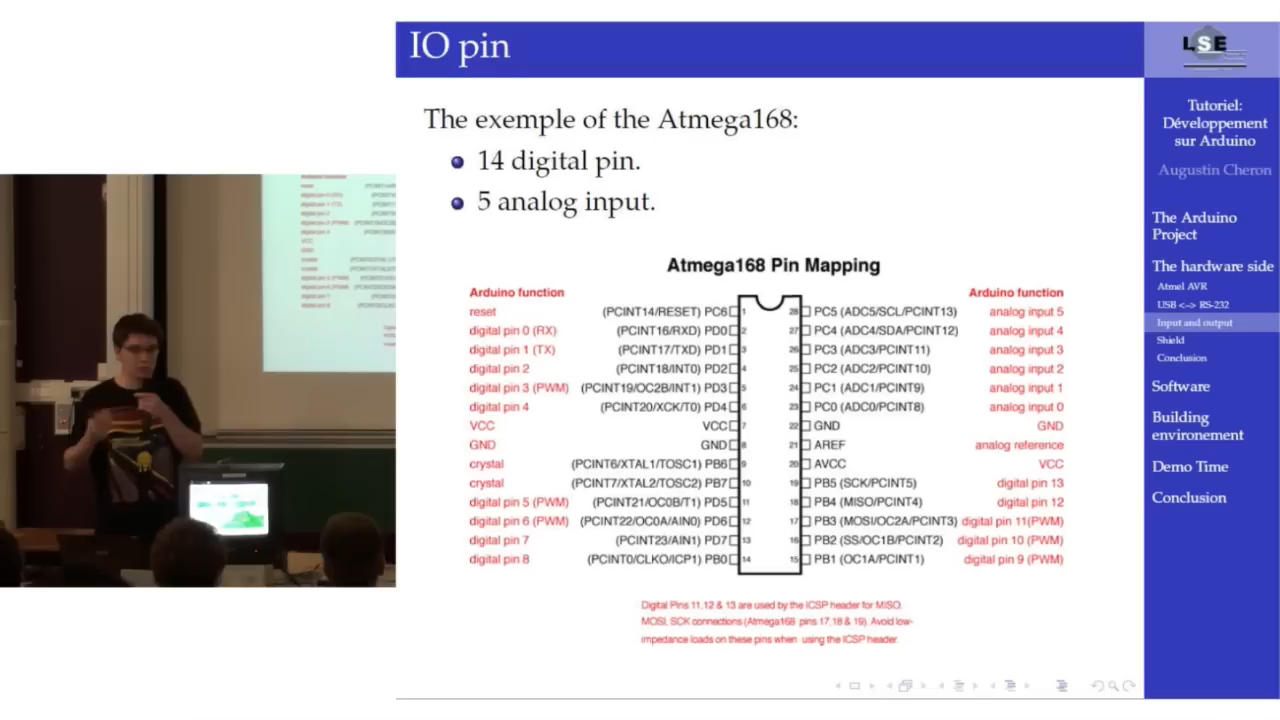 IO pin
The exemple of the Atmega168:
14 digital pin.
5 analog input.
Atmega168 Pin Mapping
Arduino function
Arduino function
reset (PCINT14/RESET) PC6 1 28 PC5 (ADC5/SCL/PCINT13) analog input 5
digital pin 0 (RX) (PCINT16/RXD) PD0 2 27 PC4 (ADC4/SDA/PCINT12) analog input 4
digital pin 1 (TX) (PCINT17/TXD) PD1 3 26 PC3 (ADC3/PCINT11) analog input 3
digital pin 2 (PCINT18/INT0) PD2 4 25 PC2 (ADC2/PCINT10) analog input 2
digital pin 3 (PWM) (PCINT19/OC2B/INT1) PD3 5 24 PC1 (ADC1/PCINT9) analog input 1
digital pin 4 (PCINT20/XCK/T0) PD4 6 23 PC0 (ADC0/PCINT8) analog input 0
VCC VCC 7 22 GND GND
GND GND 8 21 AREF analog reference
crystal (PCINT6/XTAL1/TOSC1) PB6 9 20 AVCC VCC
crystal (PCINT7/XTAL2/TOSC2) PB7 10 19 PB5 (SCK/PCINT5) digital pin 13
digital pin 5 (PWM) (PCINT21/OC0B/T1) PD5 11 18 PB4 (MISO/PCINT4) digital pin 12
digital pin 6 (PWM) (PCINT22/OC0A/AIN0) PD6 12 17 PB3 (MOSI/OC2A/PCINT3) digital pin 11(PWM)
digital pin 7 (PCINT23/AIN1) PD7 13 16 PB2 (SS/OC1B/PCINT2) digital pin 10 (PWM)
digital pin 8 (PCINT0/CLKO/ICP1) PB0 14 15 PB1 (OC1A/PCINT1) digital pin 9 (PWM)
Digital Pins 11,12 & 13 are used by the ICSP header for MISO,
MOSI, SCK connections (Atmega168 pins 17,18 & 19). Avoid low-
impedance loads on these pins when using the ICSP header.
LSE
Tutoriel:
Développement
sur Arduino
Augustin Cheron
The Arduino
Project
The hardware side
Atmel AVR
USB <-> RS-232
Input and output
Shield
Conclusion
Software
Building
environement
Demo Time
Conclusion